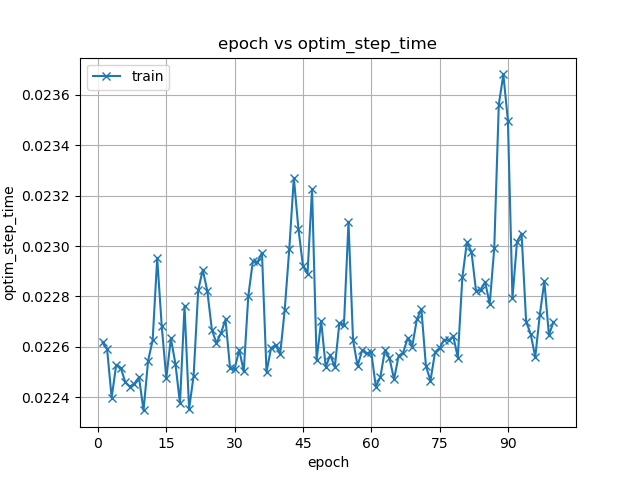 epoch vs optim_step_time
train
optim_step_time
0.0236
0.0234
0.0232
0.0230
0.0228
0.0226
0.0224
0 15 30 45 60 75 90
epoch